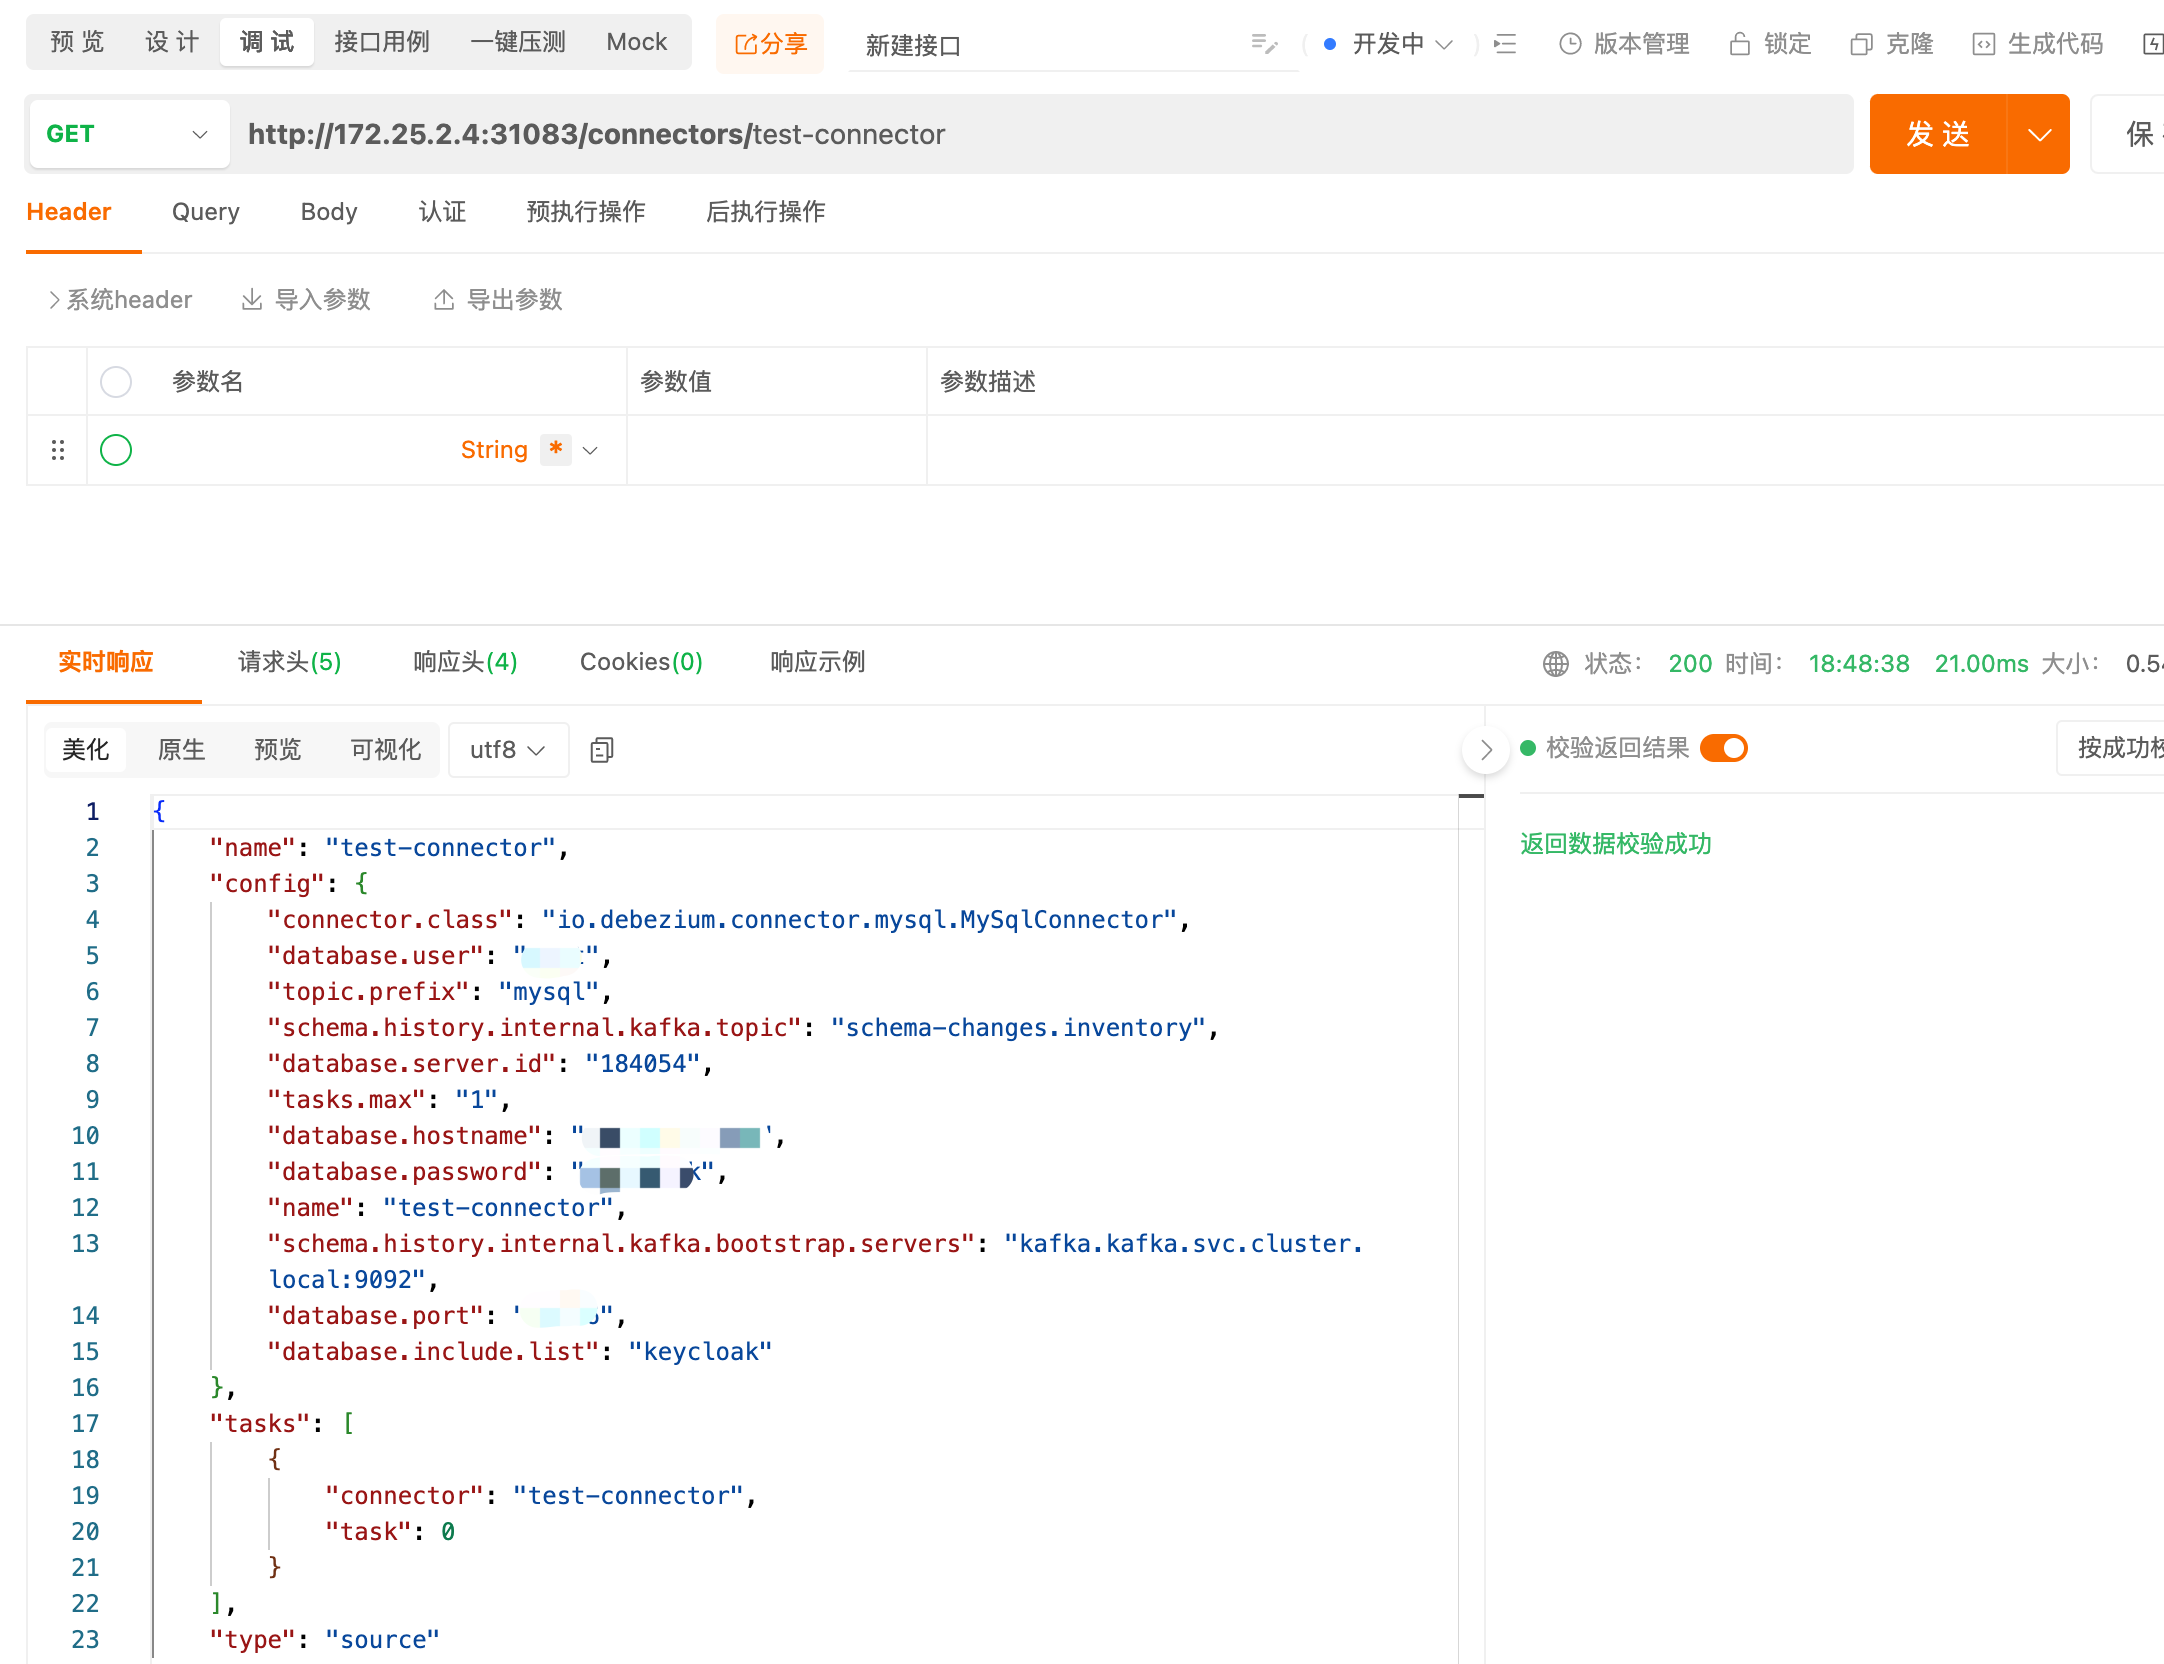 预 览 设 计 调 试 接口用例 一键压测 Mock 分享 新建接口 开发中 版本管理 锁定 克隆 生成代码
GET http://172.25.2.4:31083/connectors/test-connector 发 送 保
Header Query Body 认证 预执行操作 后执行操作
系统header 导入参数 导出参数
参数名 参数值 参数描述
String *
实时响应 请求头(5) 响应头(4) Cookies(0) 响应示例 状态： 200 时间： 18:48:38 21.00ms 大小：
美化 原生 预览 可视化 utf8 校验返回结果 按成功
返回数据校验成功
1 {
2 "name": "test-connector",
3 "config": {
4 "connector.class": "io.debezium.connector.mysql.MySqlConnector",
5 "database.user": "",
6 "topic.prefix": "mysql",
7 "schema.history.internal.kafka.topic": "schema-changes.inventory",
8 "database.server.id": "184054",
9 "tasks.max": "1",
10 "database.hostname": "",
11 "database.password": "",
12 "name": "test-connector",
13 "schema.history.internal.kafka.bootstrap.servers": "kafka.kafka.svc.cluster.
local:9092",
14 "database.port": "",
15 "database.include.list": "keycloak"
16 },
17 "tasks": [
18 {
19 "connector": "test-connector",
20 "task": 0
21 }
22 ],
23 "type": "source"